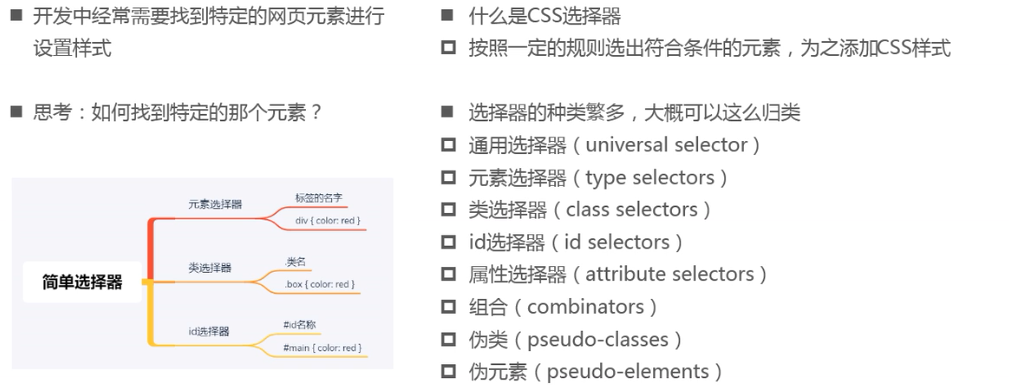 开发中经常需要找到特定的网页元素进行
设置样式
思考：如何找到特定的那个元素？
简单选择器
元素选择器
标签的名字
div { color: red }
类选择器
.类名
.box { color: red }
id选择器
#id名称
#main { color: red }
什么是CSS选择器
按照一定的规则选出符合条件的元素，为之添加CSS样式
选择器的种类繁多，大概可以这么归类
通用选择器（universal selector）
元素选择器（type selectors）
类选择器（class selectors）
id选择器（id selectors）
属性选择器（attribute selectors）
组合（combinators）
伪类（pseudo-classes）
伪元素（pseudo-elements）